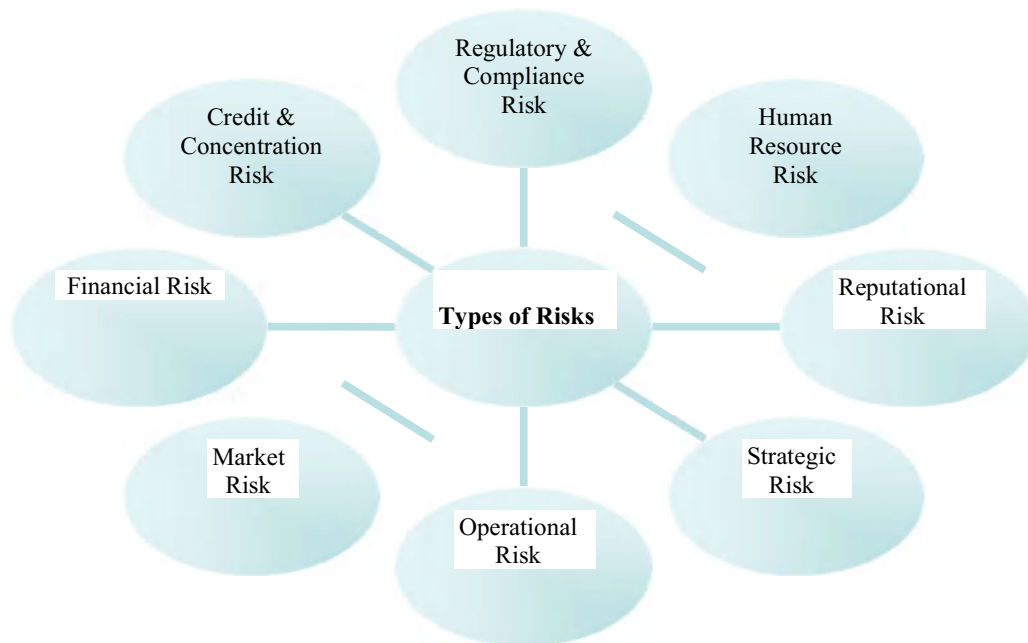 Regulatory &
Compliance
Risk
Credit &
Concentration
Risk
Human
Resource
Risk
Financial Risk
Types of Risks
Reputational
Risk
Market
Risk
Strategic
Risk
Operational
Risk